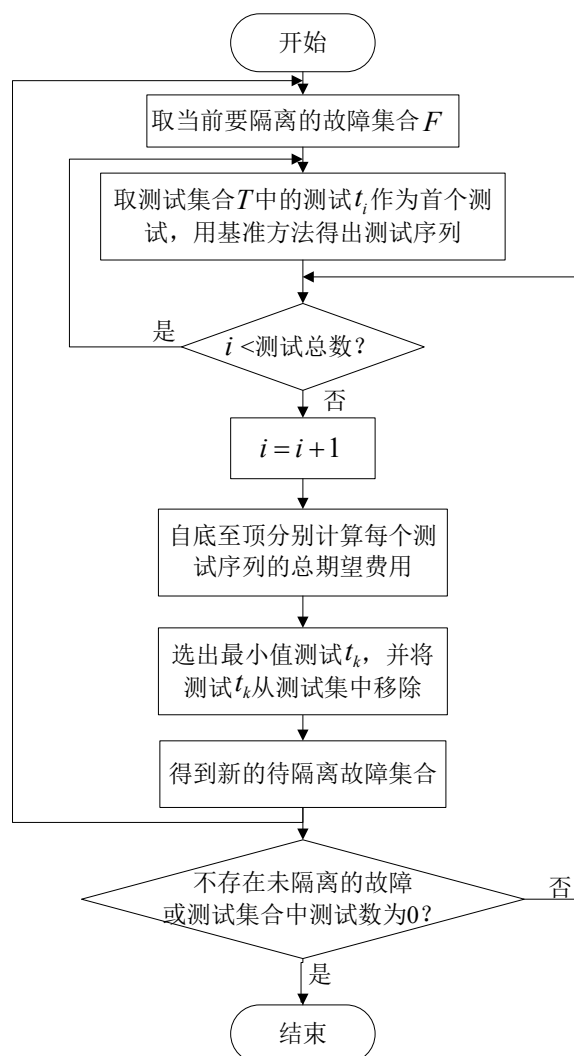 开始
取当前要隔离的故障集合F
取测试集合T中的测试t_i作为首个测
试，用基准方法得出测试序列
是
i<测试总数？
否
i=i+1
自底至顶分别计算每个测
试序列的总期望费用
选出最小值测试t_k，并将
测试t_k从测试集中移除
得到新的待隔离故障集合
不存在未隔离的故障
或测试集合中测试数为0？
否
是
结束